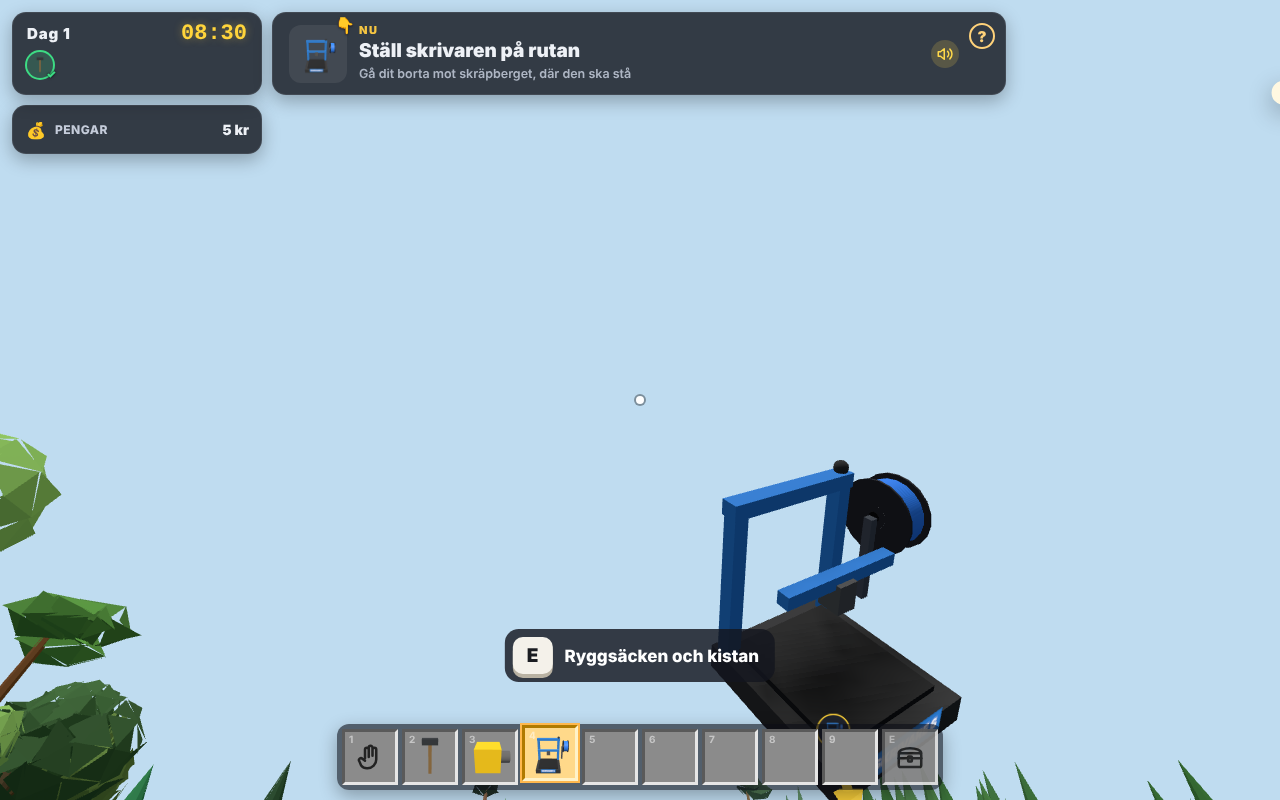 Dag 1
08:30
NU
Ställ skrivaren på rutan
Gå dit borta mot skräpberget, där den ska stå
?
PENGAR
5 kr
E
Ryggsäcken och kistan
1
2
3
4
5
6
7
8
9
E